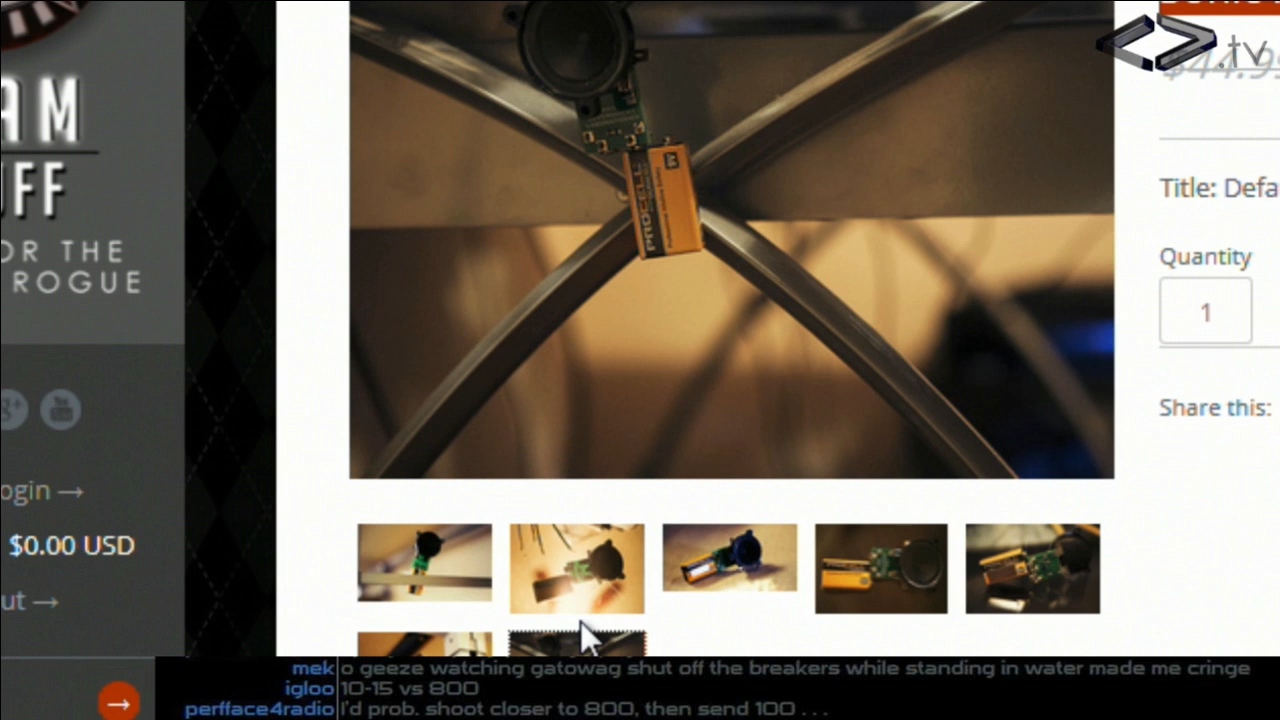 AM
UFF
OR THE
ROGUE
g+
ogin →
$0.00 USD
ut →
→
PROCELL
.tv
$44.9
Title: Defa
Quantity
1
Share this:
mek o geeze watching gatowag shut off the breakers while standing in water made me cringe
igloo 10-15 vs 800
perfface4radio I'd prob. shoot closer to 800, then send 100 . . .